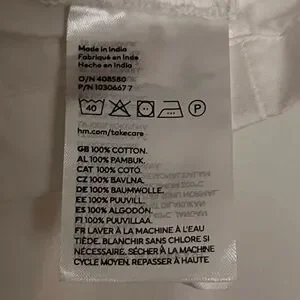 Made in India
Fabriqué en Inde
Hecho en India
O/N 408580
P/N 1030667 7
40
P
hm.com/takecare
GB 100% COTTON.
AL 100% PAMBUK.
CAT 100% COTÓ.
CZ 100% BAVLNA.
DE 100% BAUMWOLLE.
EE 100% PUUVILL.
ES 100% ALGODÓN.
FI 100% PUUVILLAA.
FR LAVER À LA MACHINE À L'EAU
TIÈDE. BLANCHIR SANS CHLORE SI
NÉCESSAIRE. SÉCHER À LA MACHINE
CYCLE MOYEN. REPASSER À HAUTE